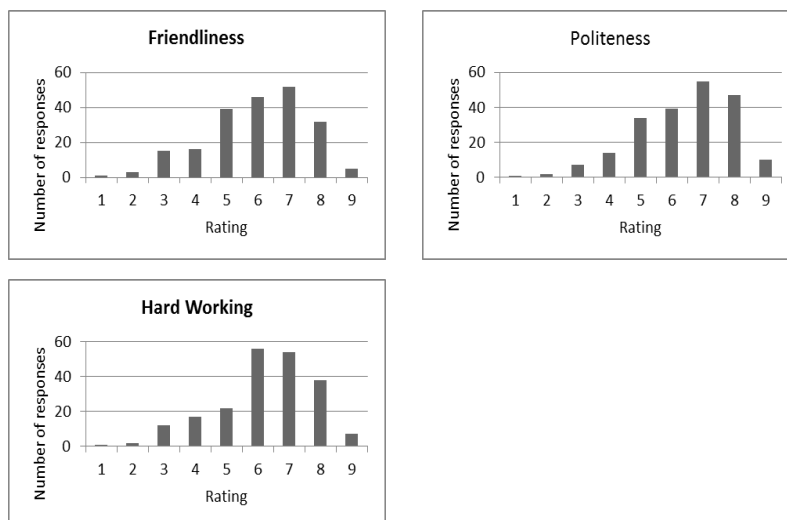 Friendliness
Number of responses
60
40
20
0
1 2 3 4 5 6 7 8 9
Rating
Politeness
Number of responses
60
40
20
0
1 2 3 4 5 6 7 8 9
Rating
Hard Working
Number of responses
60
40
20
0
1 2 3 4 5 6 7 8 9
Rating